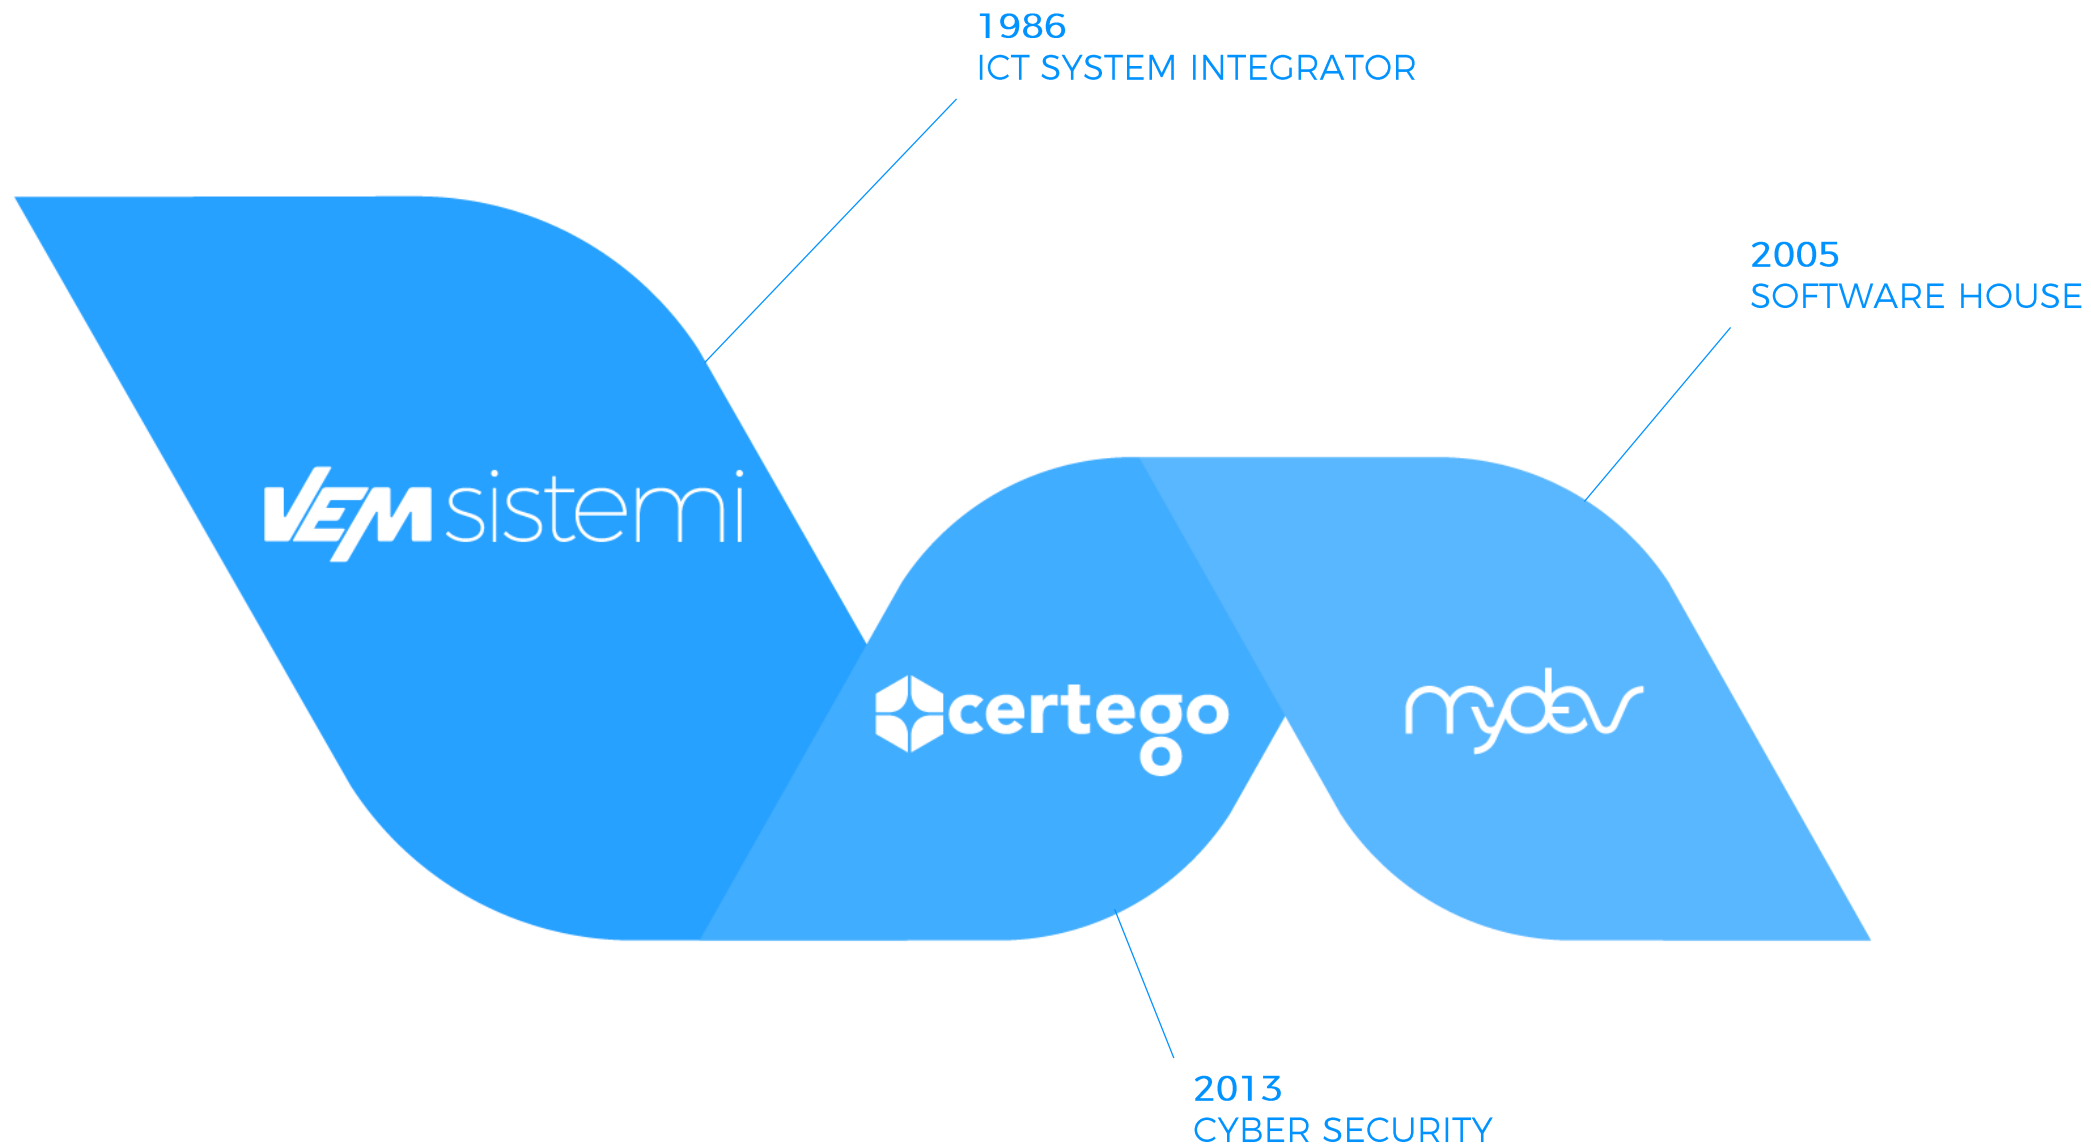 1986
ICT SYSTEM INTEGRATOR
2005
SOFTWARE HOUSE
VEM sistemi
certego
mydev
2013
CYBER SECURITY